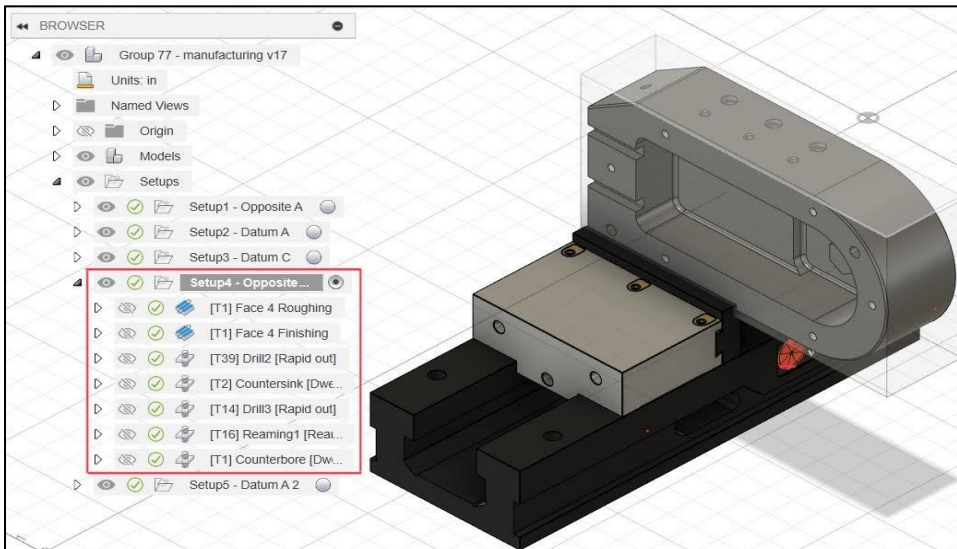 BROWSER
Group 77 - manufacturing v17
Units: in
Named Views
Origin
Models
Setups
Setup1 - Opposite A
Setup2 - Datum A
Setup3 - Datum C
Setup4 - Opposite...
[T1] Face 4 Roughing
[T1] Face 4 Finishing
[T39] Drill2 [Rapid out]
[T2] Countersink [Dwe...
[T14] Drill3 [Rapid out]
[T16] Reaming1 [Rea...
[T1] Counterbore [Dw...
Setup5 - Datum A 2